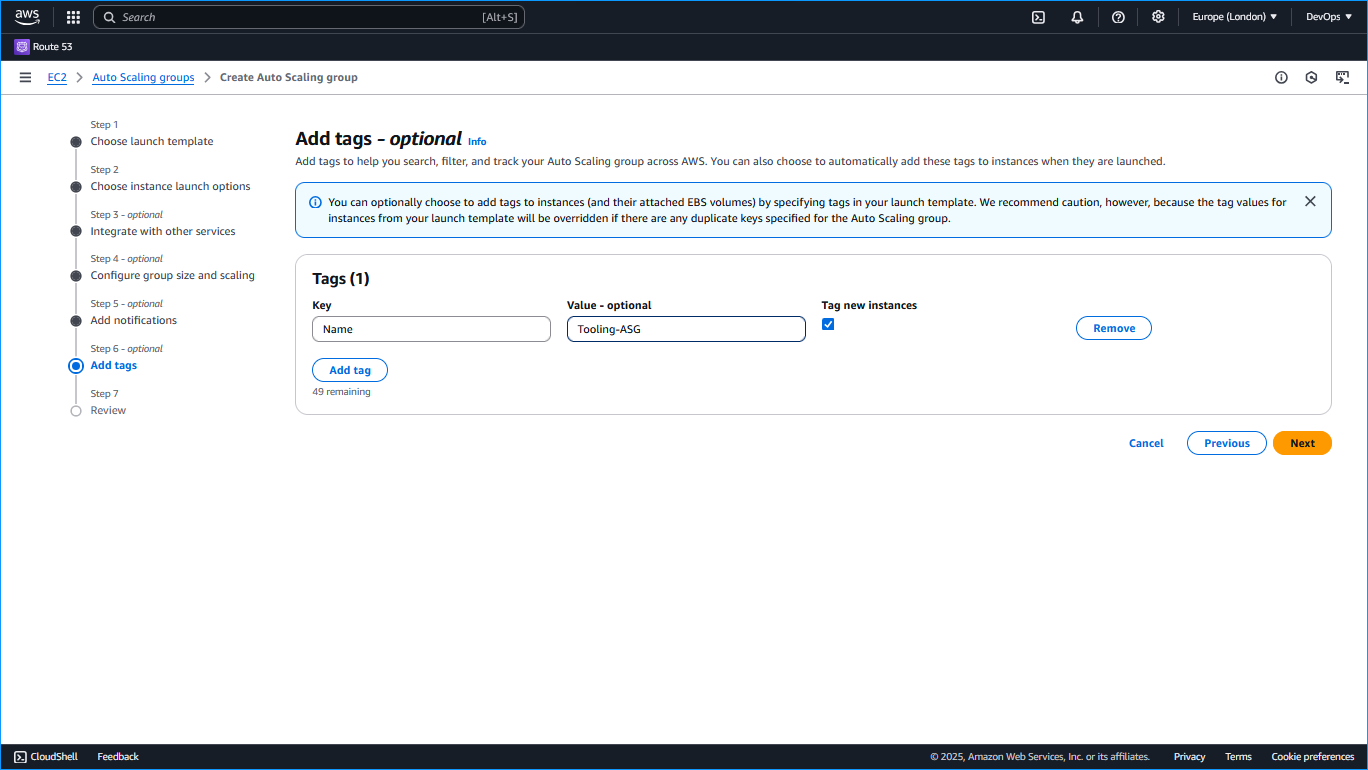 aws
Search [Alt+S]
Europe (London) ▼
DevOps ▼
Route 53
EC2 > Auto Scaling groups > Create Auto Scaling group
Step 1
Choose launch template
Step 2
Choose instance launch options
Step 3 - optional
Integrate with other services
Step 4 - optional
Configure group size and scaling
Step 5 - optional
Add notifications
Step 6 - optional
Add tags
Step 7
Review
Add tags - optional Info
Add tags to help you search, filter, and track your Auto Scaling group across AWS. You can also choose to automatically add these tags to instances when they are launched.
You can optionally choose to add tags to instances (and their attached EBS volumes) by specifying tags in your launch template. We recommend caution, however, because the tag values for
instances from your launch template will be overridden if there are any duplicate keys specified for the Auto Scaling group.
Tags (1)
Key Value - optional Tag new instances
Name Tooling-ASG Remove
Add tag
49 remaining
Cancel Previous Next
CloudShell Feedback © 2025, Amazon Web Services, Inc. or its affiliates. Privacy Terms Cookie preferences